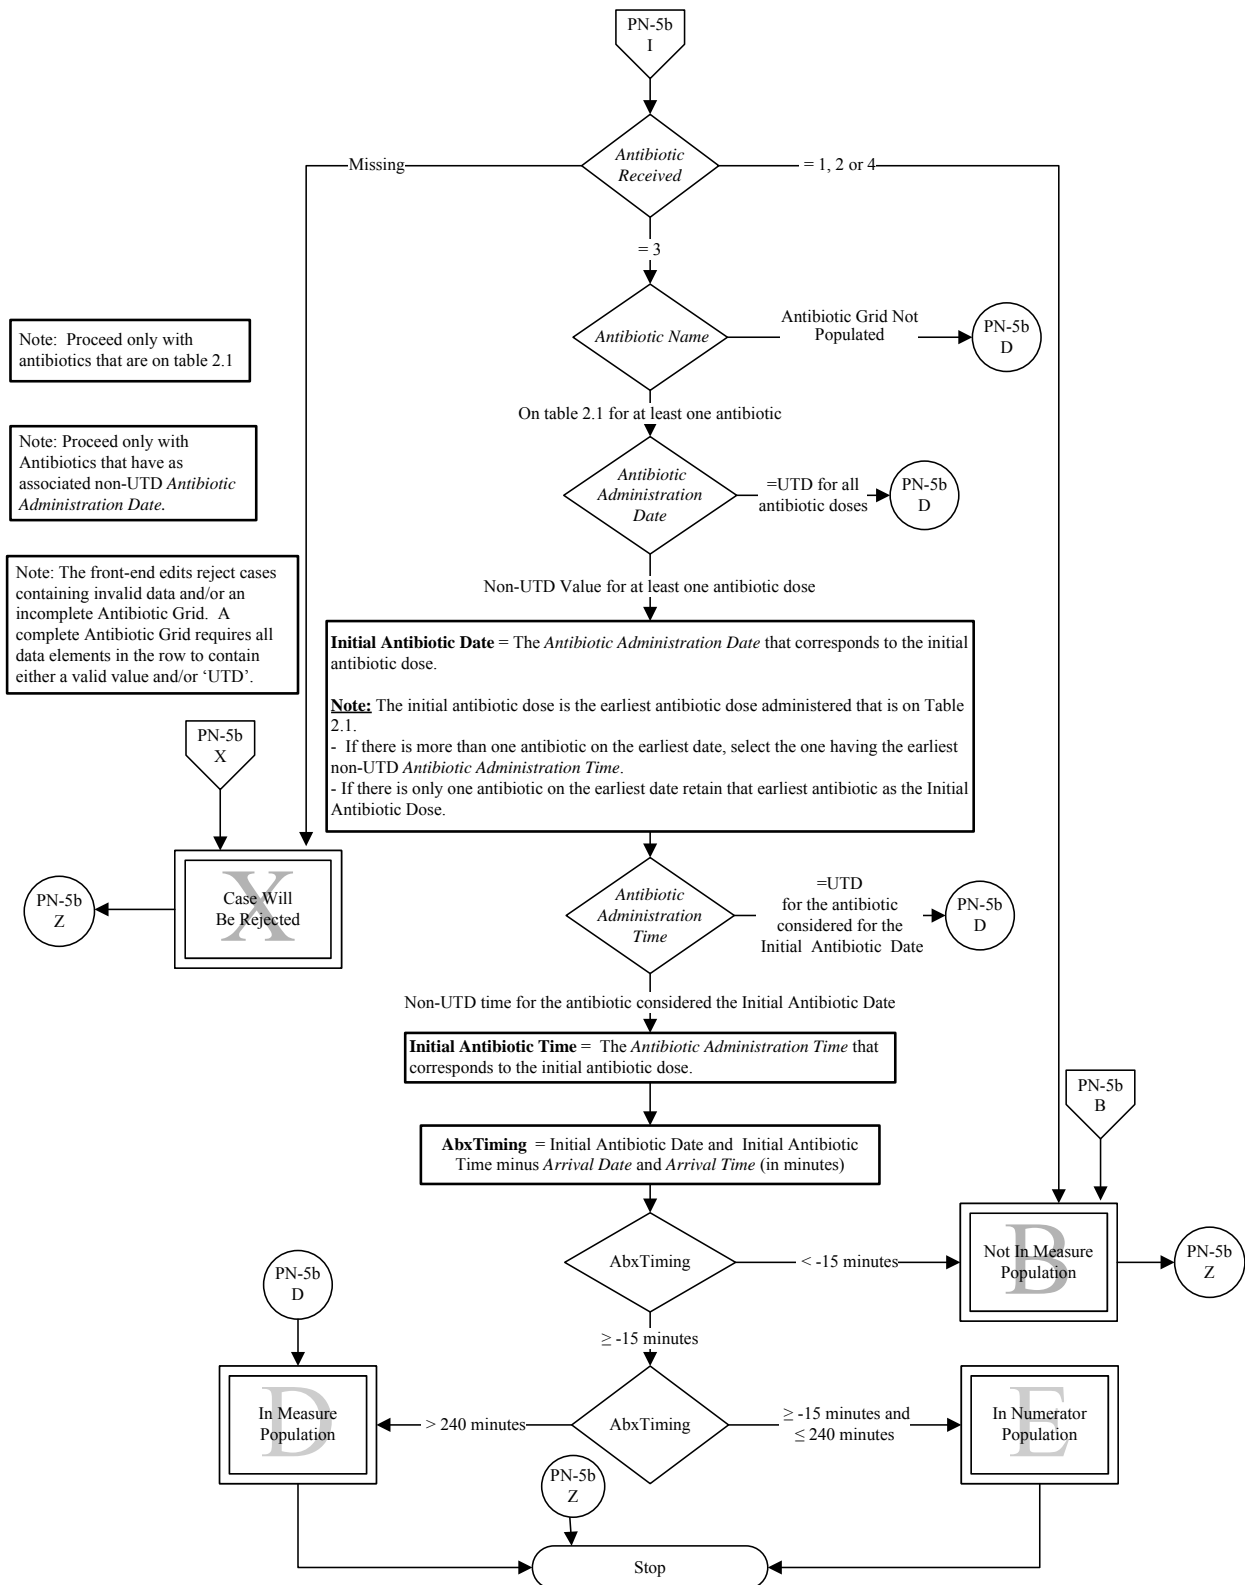 PN-5b
I
Antibiotic
Received
Missing
= 1, 2 or 4
= 3
Antibiotic Name
Antibiotic Grid Not
Populated
PN-5b
D
Note:  Proceed only with
antibiotics that are on table 2.1
On table 2.1 for at least one antibiotic
Note: Proceed only with
Antibiotics that have as
associated non-UTD Antibiotic
Administration Date.
Antibiotic
Administration
Date
=UTD for all
antibiotic doses
PN-5b
D
Note: The front-end edits reject cases
containing invalid data and/or an
incomplete Antibiotic Grid.  A
complete Antibiotic Grid requires all
data elements in the row to contain
either a valid value and/or ‘UTD’.
Non-UTD Value for at least one antibiotic dose
Initial Antibiotic Date = The Antibiotic Administration Date that corresponds to the initial
antibiotic dose.
Note: The initial antibiotic dose is the earliest antibiotic dose administered that is on Table
2.1.
-  If there is more than one antibiotic on the earliest date, select the one having the earliest
non-UTD Antibiotic Administration Time.
- If there is only one antibiotic on the earliest date retain that earliest antibiotic as the Initial
Antibiotic Dose.
PN-5b
X
X
Case Will
Be Rejected
PN-5b
Z
Antibiotic
Administration
Time
=UTD
for the antibiotic
considered for the
Initial  Antibiotic  Date
PN-5b
D
Non-UTD time for the antibiotic considered the Initial Antibiotic Date
Initial Antibiotic Time =  The Antibiotic Administration Time that
corresponds to the initial antibiotic dose.
PN-5b
B
AbxTiming  = Initial Antibiotic Date and  Initial Antibiotic
Time minus Arrival Date and Arrival Time (in minutes)
AbxTiming
< -15 minutes
B
Not In Measure
Population
PN-5b
Z
PN-5b
D
≥ -15 minutes
D
In Measure
Population
> 240 minutes
AbxTiming
≥ -15 minutes and
≤ 240 minutes
E
In Numerator
Population
PN-5b
Z
Stop